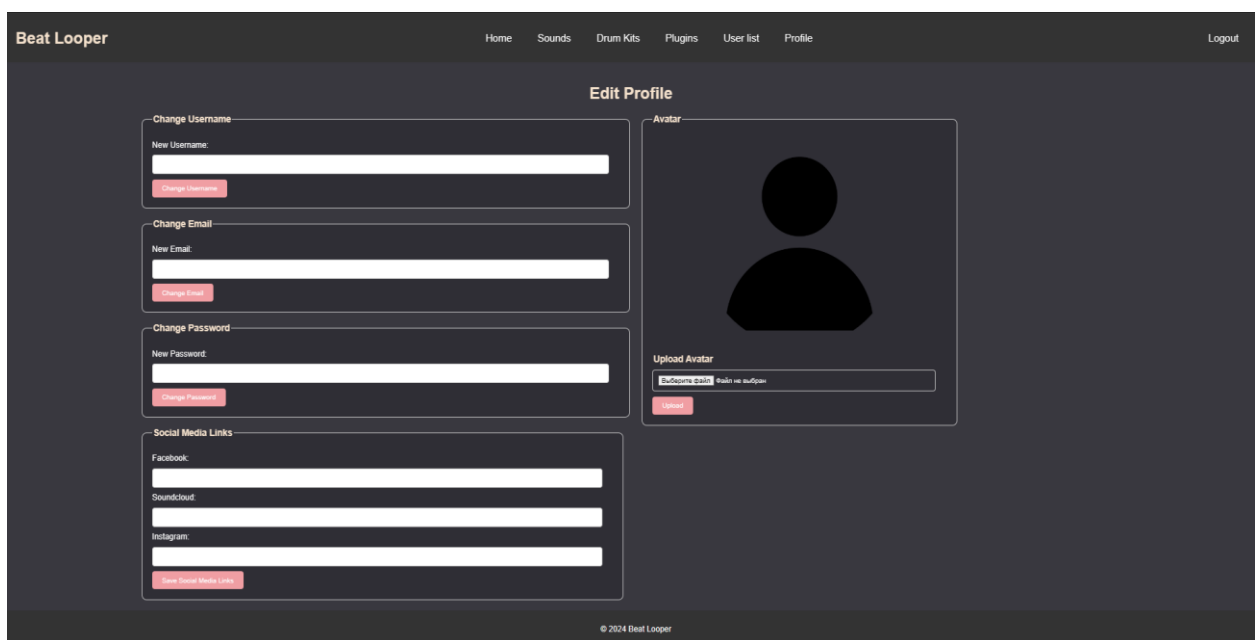 Beat Looper
Home Sounds Drum Kits Plugins User list Profile
Logout
Edit Profile
Change Username
New Username:
Change Username
Change Email
New Email:
Change Email
Change Password
New Password:
Change Password
Social Media Links
Facebook:
Soundcloud:
Instagram:
Save Social Media Links
Avatar
Upload Avatar
Выберите файл Файл не выбран
Upload
© 2024 Beat Looper